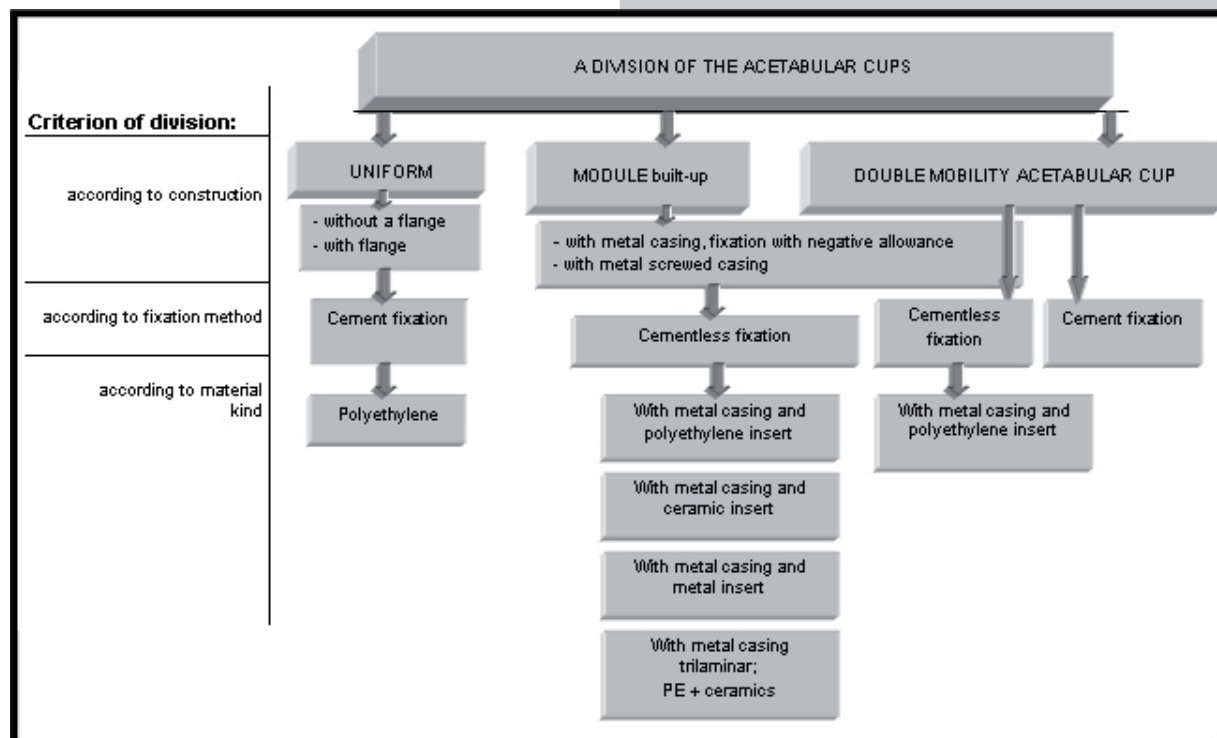 A DIVISION OF THE ACETABULAR CUPS
Criterion of division:
according to construction
UNIFORM
MODULE built-up
DOUBLE MOBILITY ACETABULAR CUP
- without a flange
- with flange
- with metal casing, fixation with negative allowance
- with metal screwed casing
according to fixation method
Cement fixation
Cementless fixation
Cementless
fixation
Cement fixation
according to material
kind
Polyethylene
With metal casing and
polyethylene insert
With metal casing and
polyethylene insert
With metal casing and
ceramic insert
With metal casing and
metal insert
With metal casing
trilaminar;
PE + ceramics